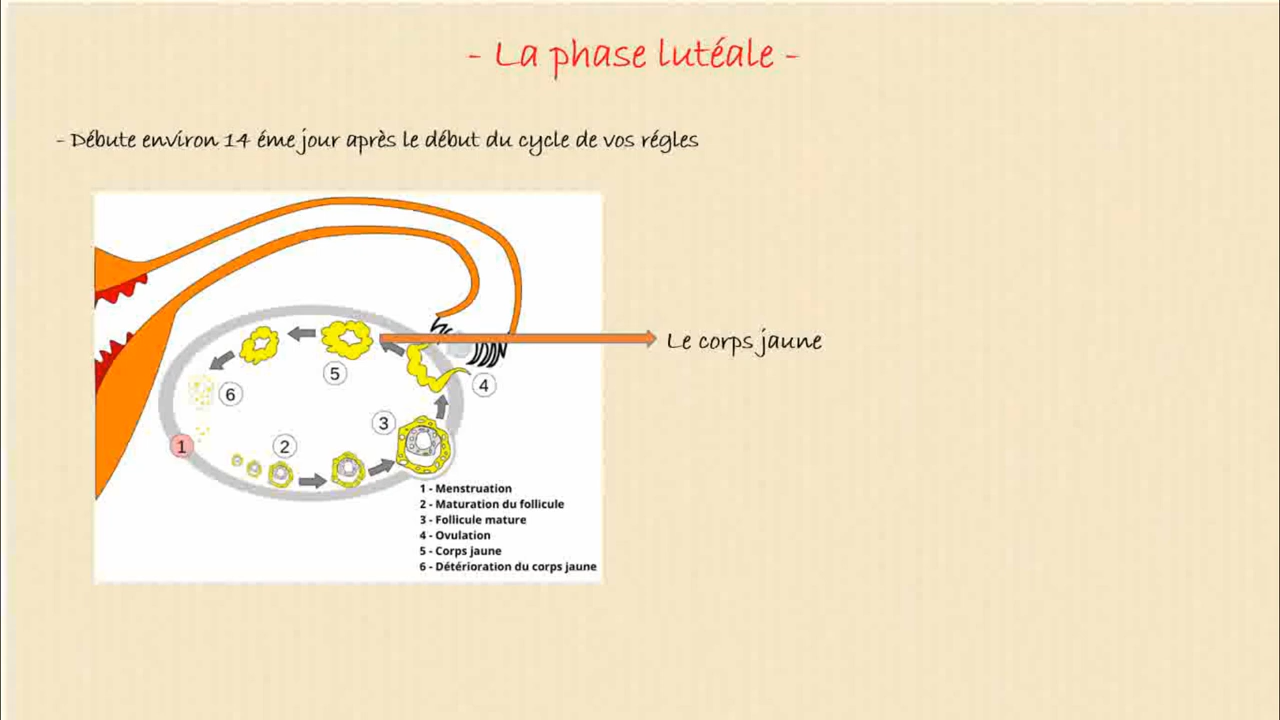 - La phase lutéale -
- Débute environ 14 éme jour après le début du cycle de vos régles
Le corps jaune
5
6
4
3
2
1
1 - Menstruation
2 - Maturation du follicule
3 - Follicule mature
4 - Ovulation
5 - Corps jaune
6 - Détérioration du corps jaune